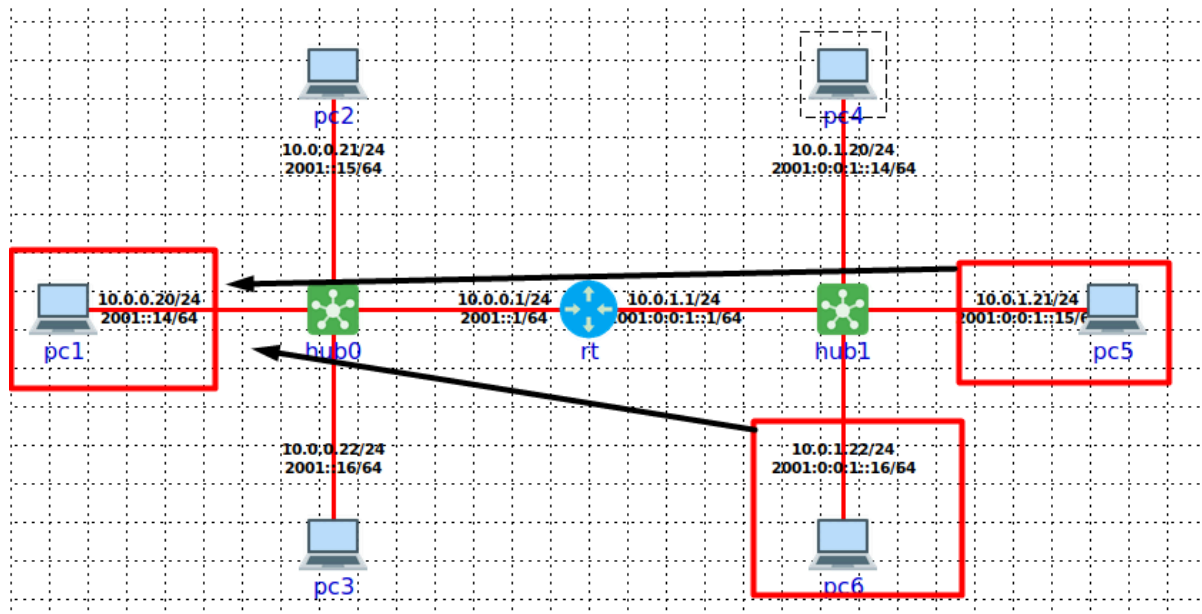 pc2
10.0.0.21/24
2001::15/64
pc4
10.0.1.20/24
2001:0:0:1::14/64
10.0.0.20/24
2001::14/64
pc1
hub0
10.0.0.1/24
2001::1/64
rt
10.0.1.1/24
2001:0:0:1::1/64
hub1
10.0.1.21/24
2001:0:0:1::15/6
pc5
10.0.0.22/24
2001::16/64
pc3
10.0.1.22/24
2001:0:0:1::16/64
pc6